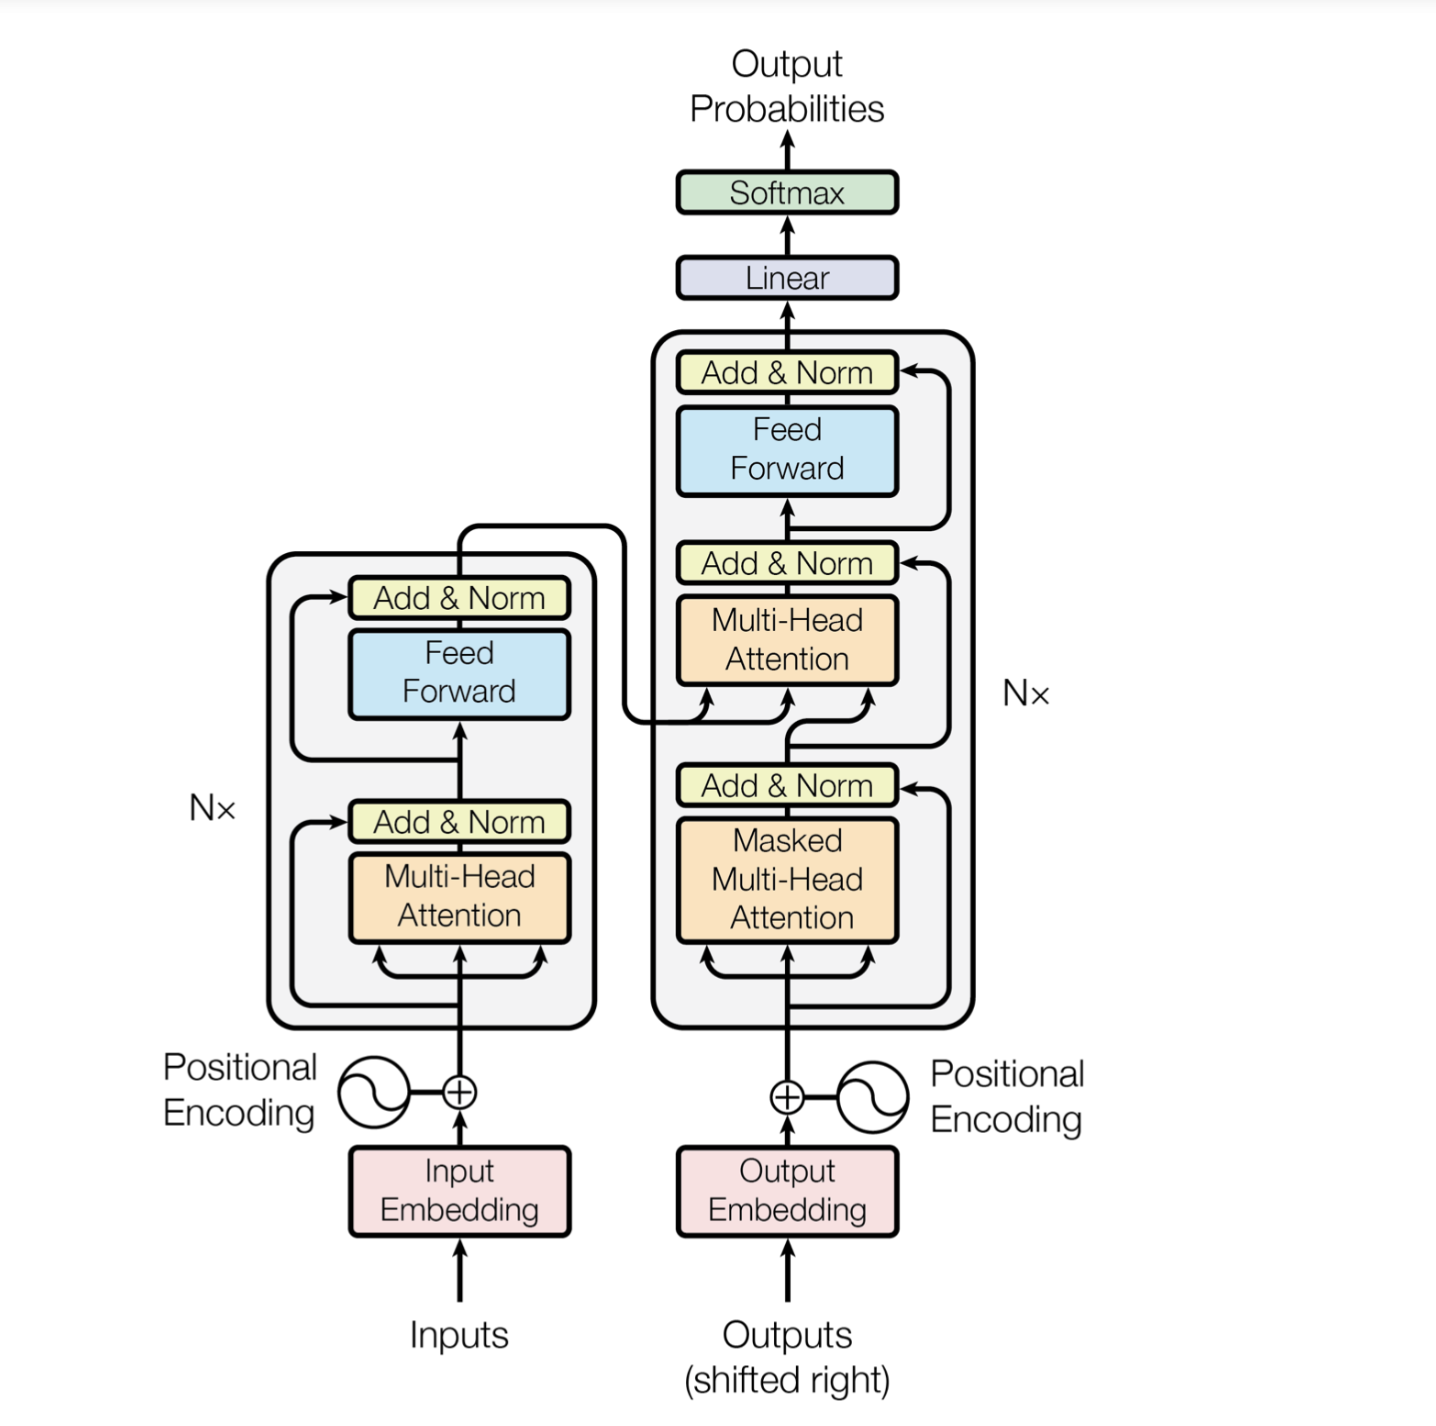 Output
Probabilities
Softmax
Linear
Add & Norm
Feed
Forward
Add & Norm
Multi-Head
Attention
Nx
Add & Norm
Masked
Multi-Head
Attention
Add & Norm
Feed
Forward
Nx
Add & Norm
Multi-Head
Attention
Positional
Encoding
Positional
Encoding
Input
Embedding
Output
Embedding
Inputs
Outputs
(shifted right)